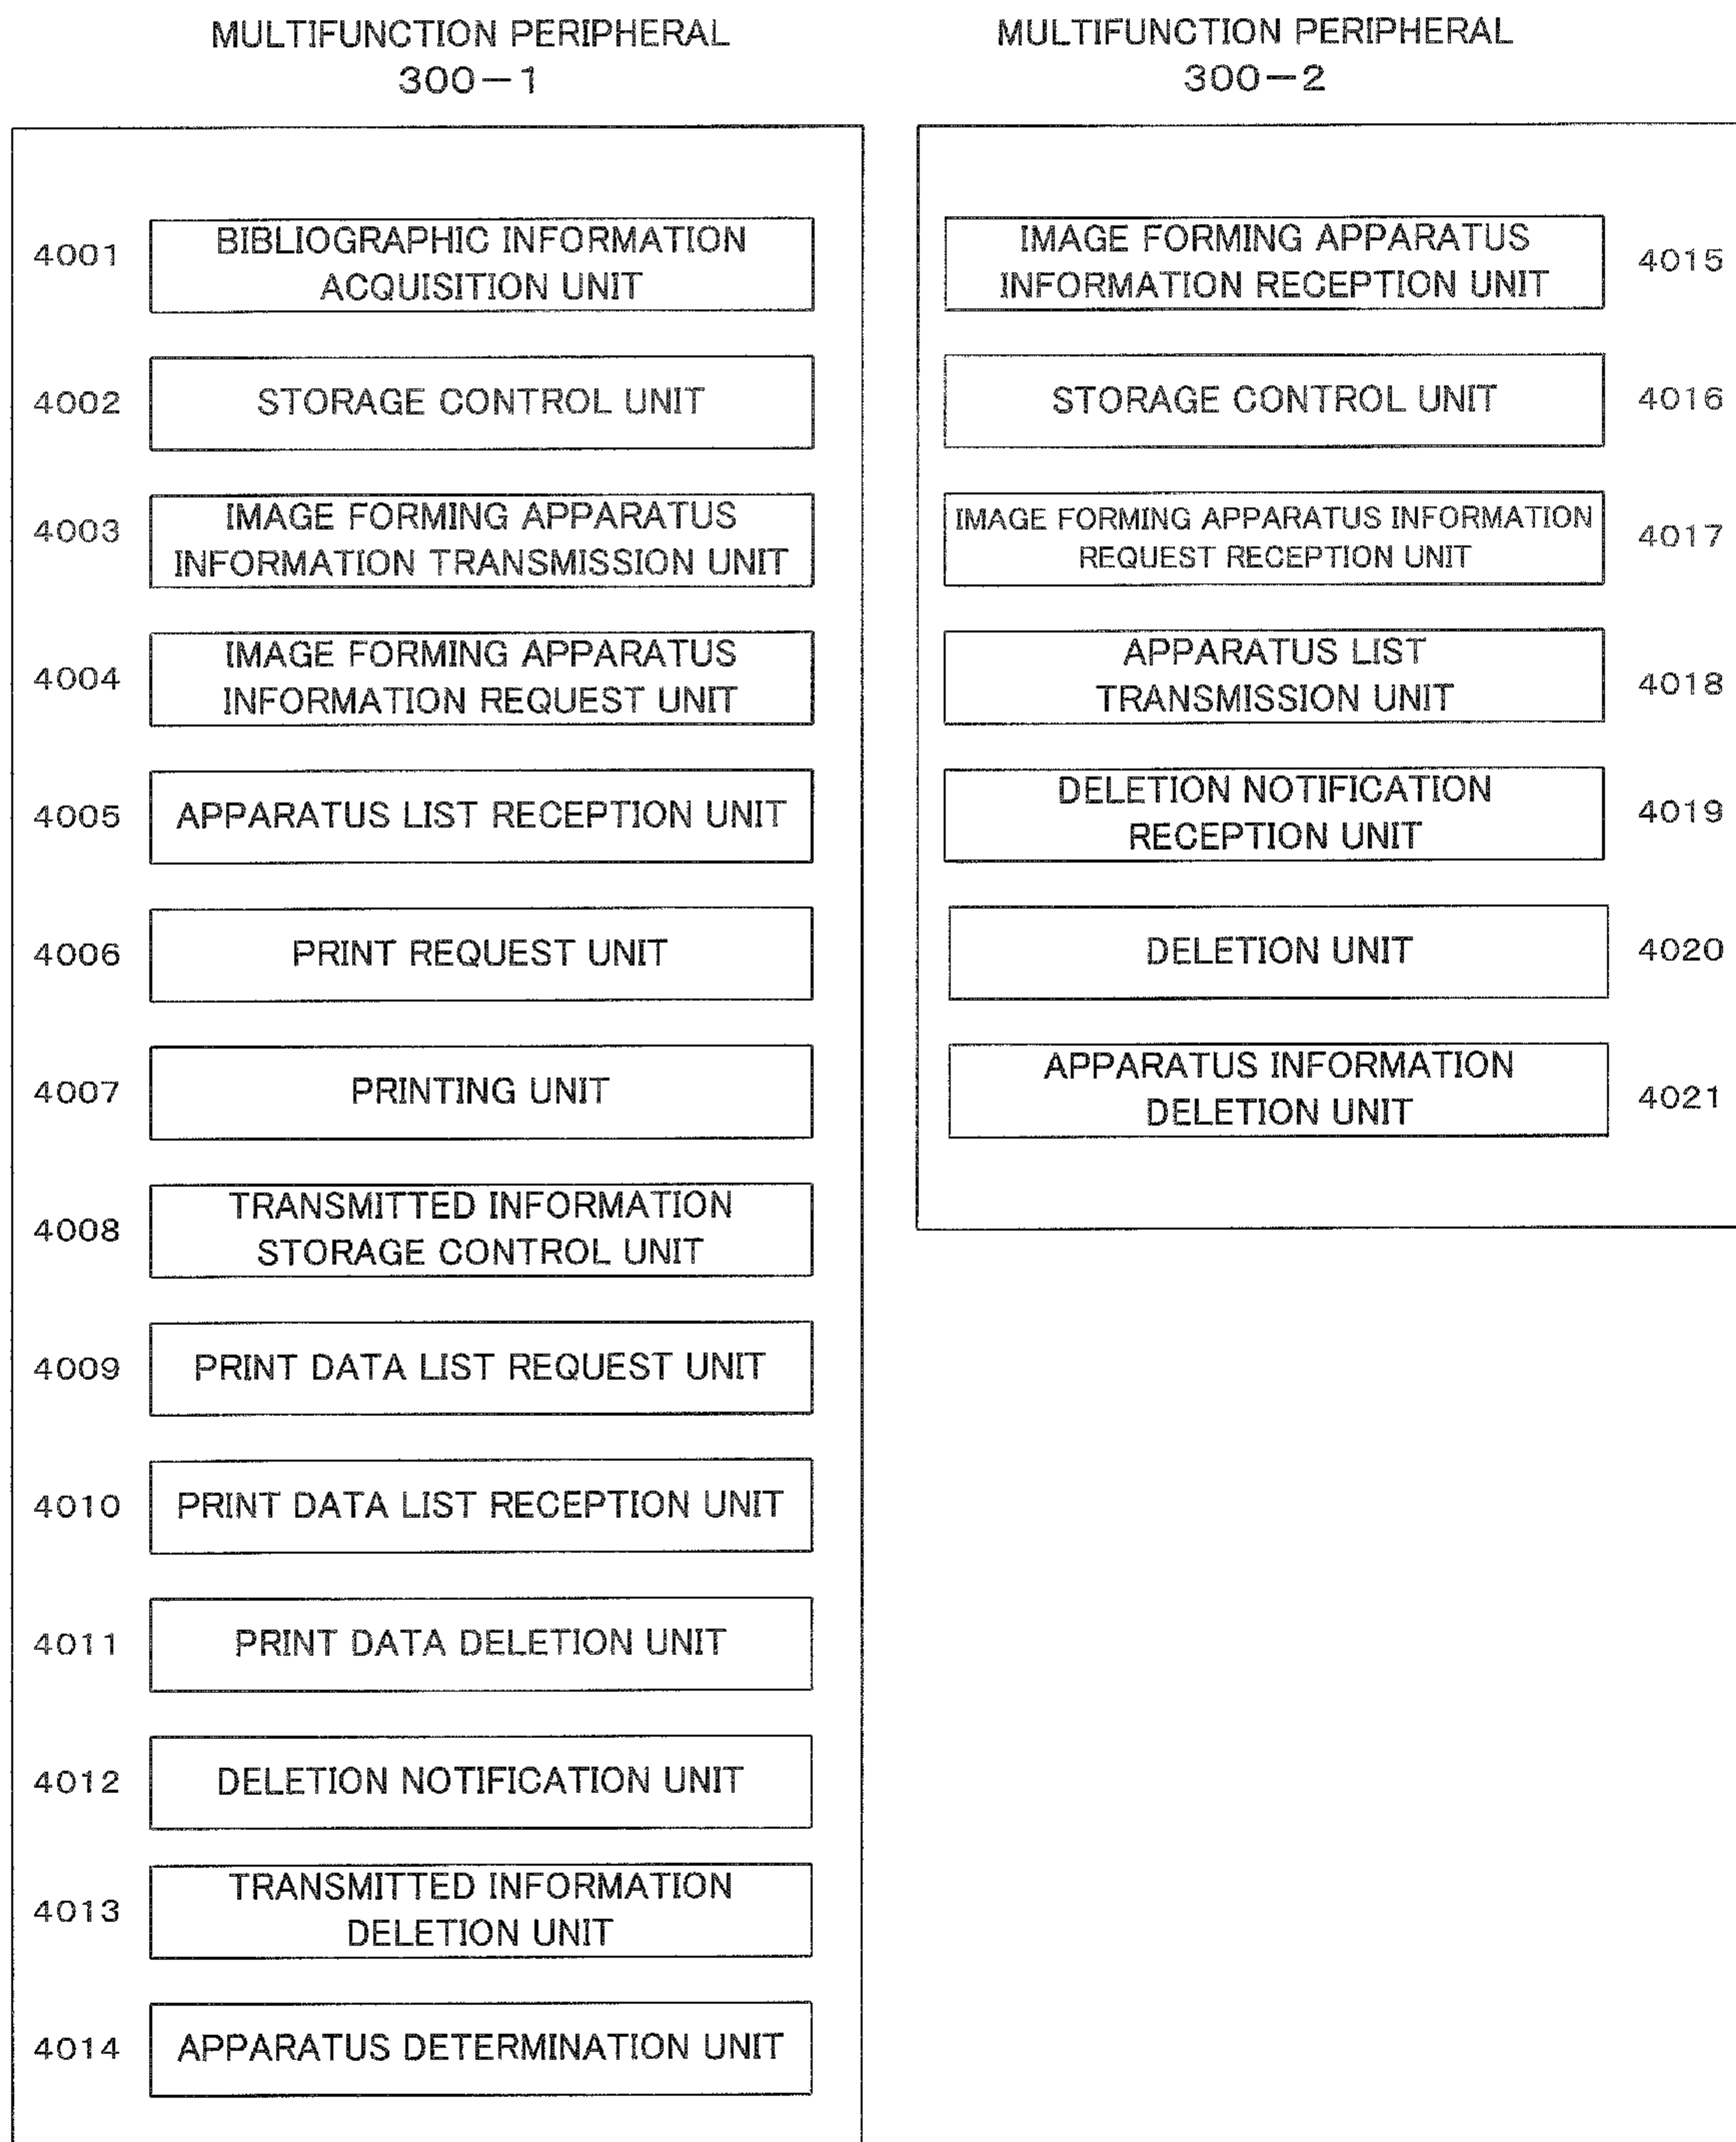 MULTIFUNCTION PERIPHERAL
300-1
4001
BIBLIOGRAPHIC INFORMATION
ACQUISITION UNIT
4002
STORAGE CONTROL UNIT
4003
IMAGE FORMING APPARATUS
INFORMATION TRANSMISSION UNIT
4004
IMAGE FORMING APPARATUS
INFORMATION REQUEST UNIT
4005
APPARATUS LIST RECEPTION UNIT
4006
PRINT REQUEST UNIT
4007
PRINTING UNIT
4008
TRANSMITTED INFORMATION
STORAGE CONTROL UNIT
4009
PRINT DATA LIST REQUEST UNIT
4010
PRINT DATA LIST RECEPTION UNIT
4011
PRINT DATA DELETION UNIT
4012
DELETION NOTIFICATION UNIT
4013
TRANSMITTED INFORMATION
DELETION UNIT
4014
APPARATUS DETERMINATION UNIT
MULTIFUNCTION PERIPHERAL
300-2
IMAGE FORMING APPARATUS
INFORMATION RECEPTION UNIT
4015
STORAGE CONTROL UNIT
4016
IMAGE FORMING APPARATUS INFORMATION
REQUEST RECEPTION UNIT
4017
APPARATUS LIST
TRANSMISSION UNIT
4018
DELETION NOTIFICATION
RECEPTION UNIT
4019
DELETION UNIT
4020
APPARATUS INFORMATION
DELETION UNIT
4021